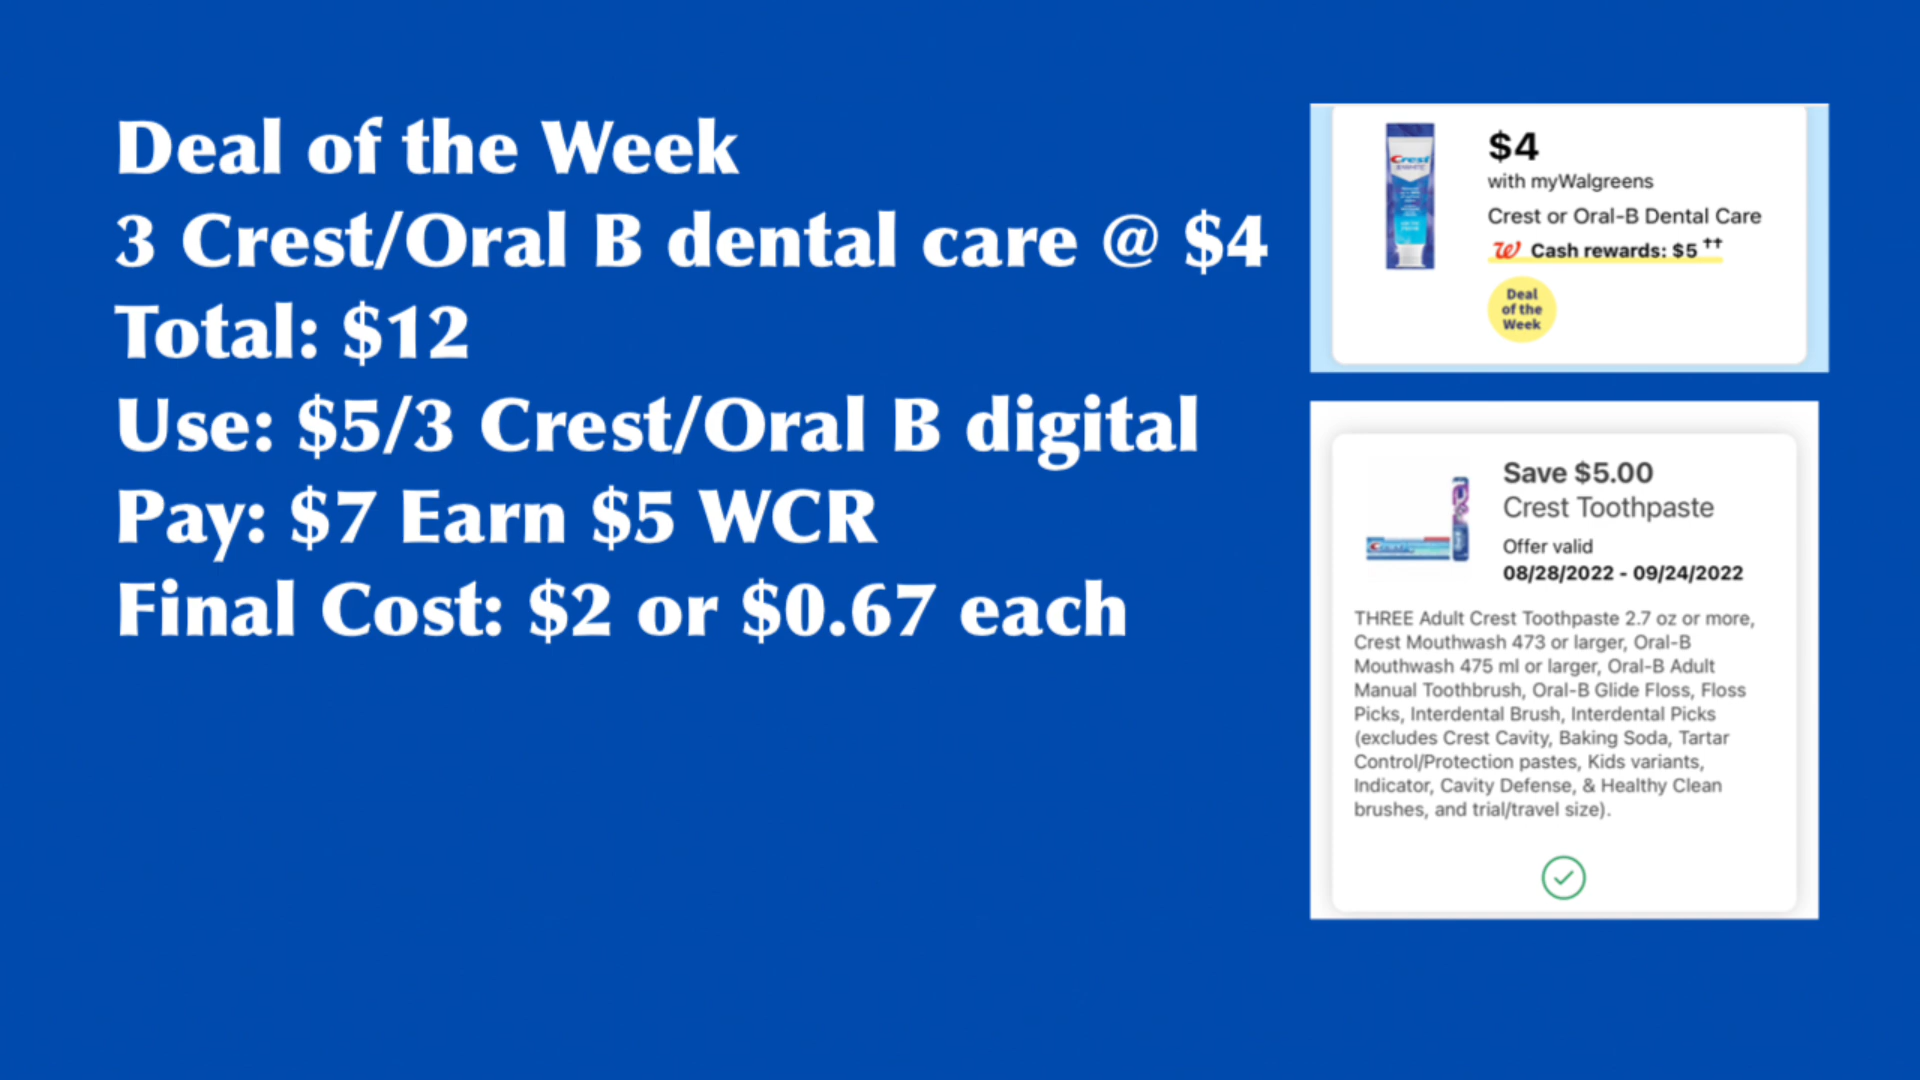 Deal of the Week
3 Crest/Oral B dental care @ $4
Total: $12
Use: $5/3 Crest/Oral B digital
Pay: $7 Earn $5 WCR
Final Cost: $2 or $0.67 each
Crest
$4
with myWalgreens
Crest or Oral-B Dental Care
W Cash rewards: $5 ††
Deal
of the
Week
Save $5.00
Crest Toothpaste
Offer valid
08/28/2022 - 09/24/2022
Crest
THREE Adult Crest Toothpaste 2.7 oz or more,
Crest Mouthwash 473 or larger, Oral-B
Mouthwash 475 ml or larger, Oral-B Adult
Manual Toothbrush, Oral-B Glide Floss, Floss
Picks, Interdental Brush, Interdental Picks
(excludes Crest Cavity, Baking Soda, Tartar
Control/Protection pastes, Kids variants,
Indicator, Cavity Defense, & Healthy Clean
brushes, and trial/travel size).